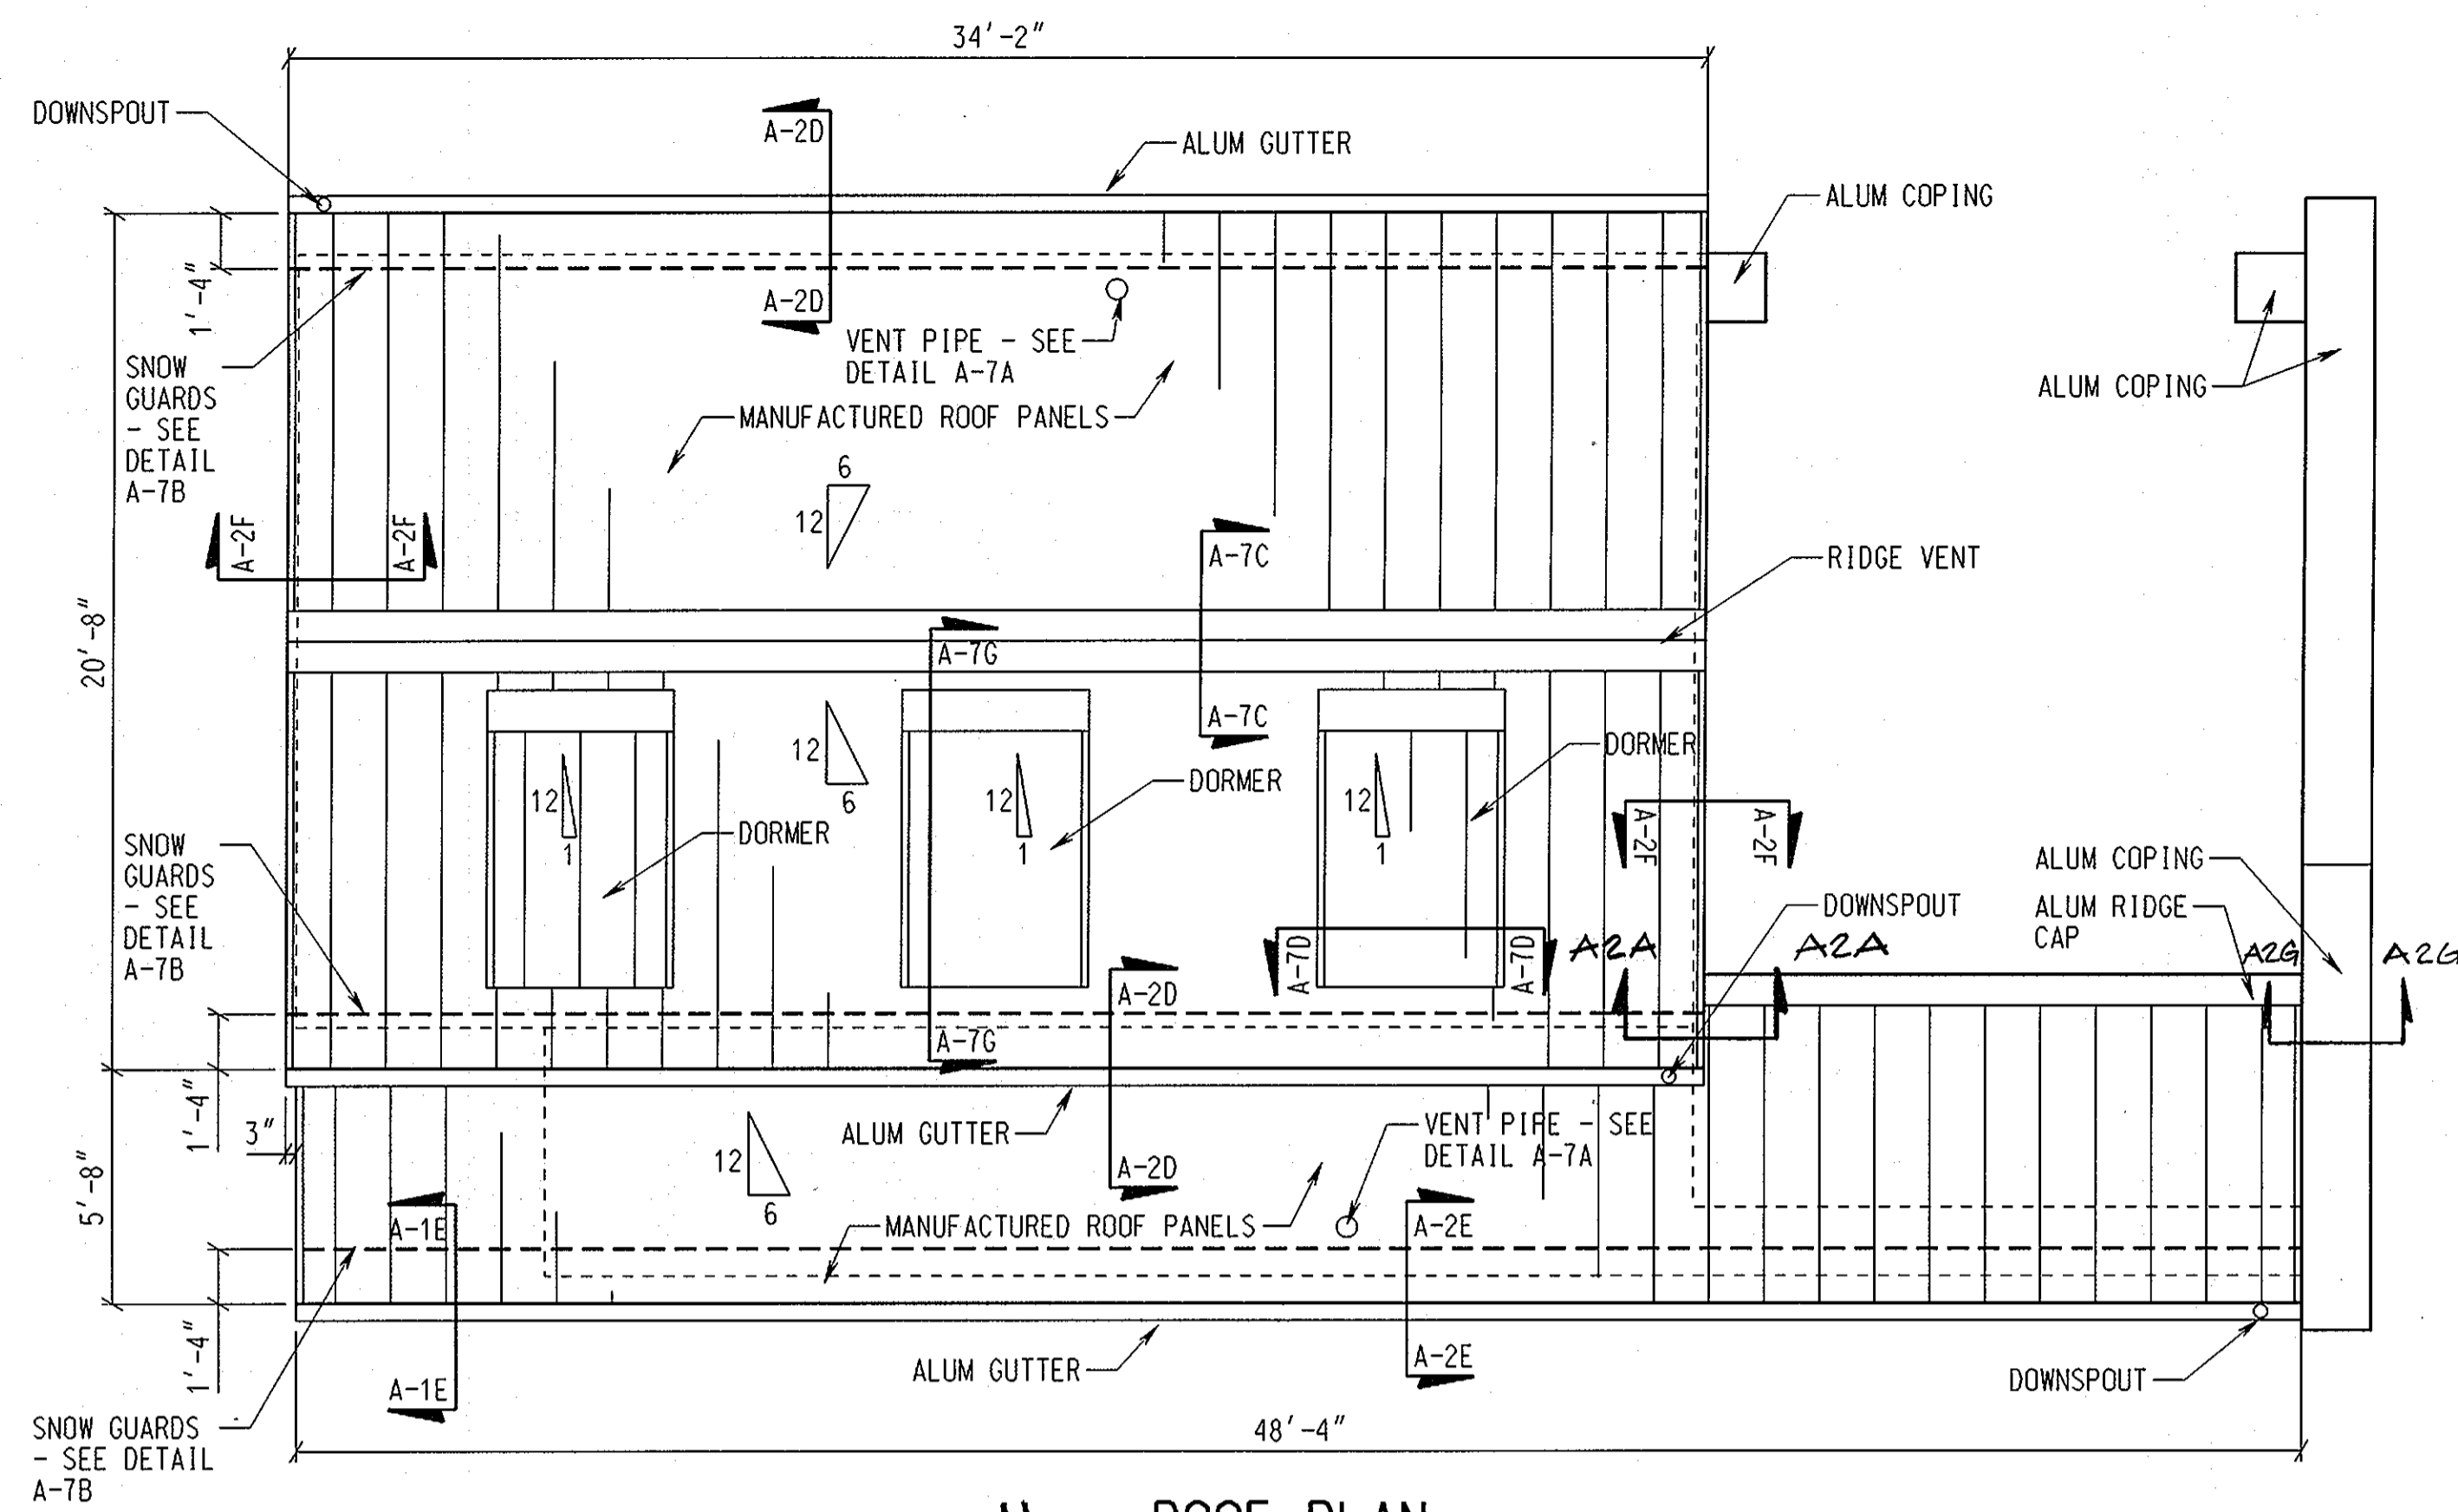 34'-2"
DOWNSPOUT
A-2D
ALUM GUTTER
ALUM COPING
1'-4"
A-2D
VENT PIPE - SEE
DETAIL A-7A
SNOW
GUARDS
- SEE
DETAIL
A-7B
ALUM COPING
MANUFACTURED ROOF PANELS
6
12
A-2F
A-2F
A-7C
RIDGE VENT
20'-8"
A-7G
A-7C
12
6
DORMER
DORMER
DORMER
12
1
12
1
12
1
SNOW
GUARDS
- SEE
DETAIL
A-7B
A-2F
A-2F
ALUM COPING
DOWNSPOUT
ALUM RIDGE
CAP
A-7D
A-7D
A2A
A2A
A2G
A2G
A-2D
A-7G
1'-4"
3"
ALUM GUTTER
VENT PIPE - SEE
DETAIL A-7A
12
6
A-2D
5'-8"
A-1E
MANUFACTURED ROOF PANELS
A-2E
1'-4"
ALUM GUTTER
A-2E
DOWNSPOUT
A-1E
SNOW GUARDS
- SEE DETAIL
A-7B
48'-4"
ROOF PLAN